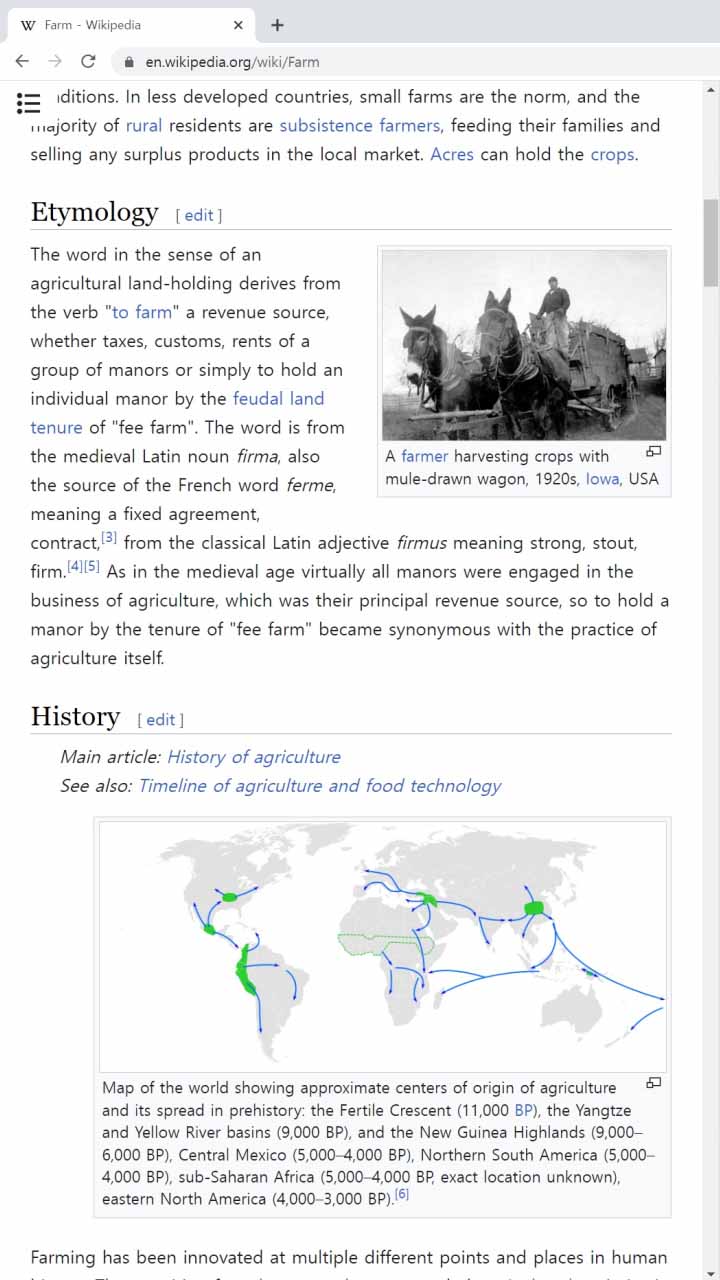 W Farm - Wikipedia
en.wikipedia.org/wiki/Farm
ditions. In less developed countries, small farms are the norm, and the
majority of rural residents are subsistence farmers, feeding their families and
selling any surplus products in the local market. Acres can hold the crops.
Etymology [ edit ]
The word in the sense of an
agricultural land-holding derives from
the verb "to farm" a revenue source,
whether taxes, customs, rents of a
group of manors or simply to hold an
individual manor by the feudal land
tenure of "fee farm". The word is from
the medieval Latin noun firma, also
the source of the French word ferme,
meaning a fixed agreement,
contract,[3] from the classical Latin adjective firmus meaning strong, stout,
firm.[4][5] As in the medieval age virtually all manors were engaged in the
business of agriculture, which was their principal revenue source, so to hold a
manor by the tenure of "fee farm" became synonymous with the practice of
agriculture itself.
A farmer harvesting crops with
mule-drawn wagon, 1920s, Iowa, USA
History [ edit ]
Main article: History of agriculture
See also: Timeline of agriculture and food technology
Map of the world showing approximate centers of origin of agriculture
and its spread in prehistory: the Fertile Crescent (11,000 BP), the Yangtze
and Yellow River basins (9,000 BP), and the New Guinea Highlands (9,000–
6,000 BP), Central Mexico (5,000–4,000 BP), Northern South America (5,000–
4,000 BP), sub-Saharan Africa (5,000–4,000 BP, exact location unknown),
eastern North America (4,000–3,000 BP).[6]
Farming has been innovated at multiple different points and places in human